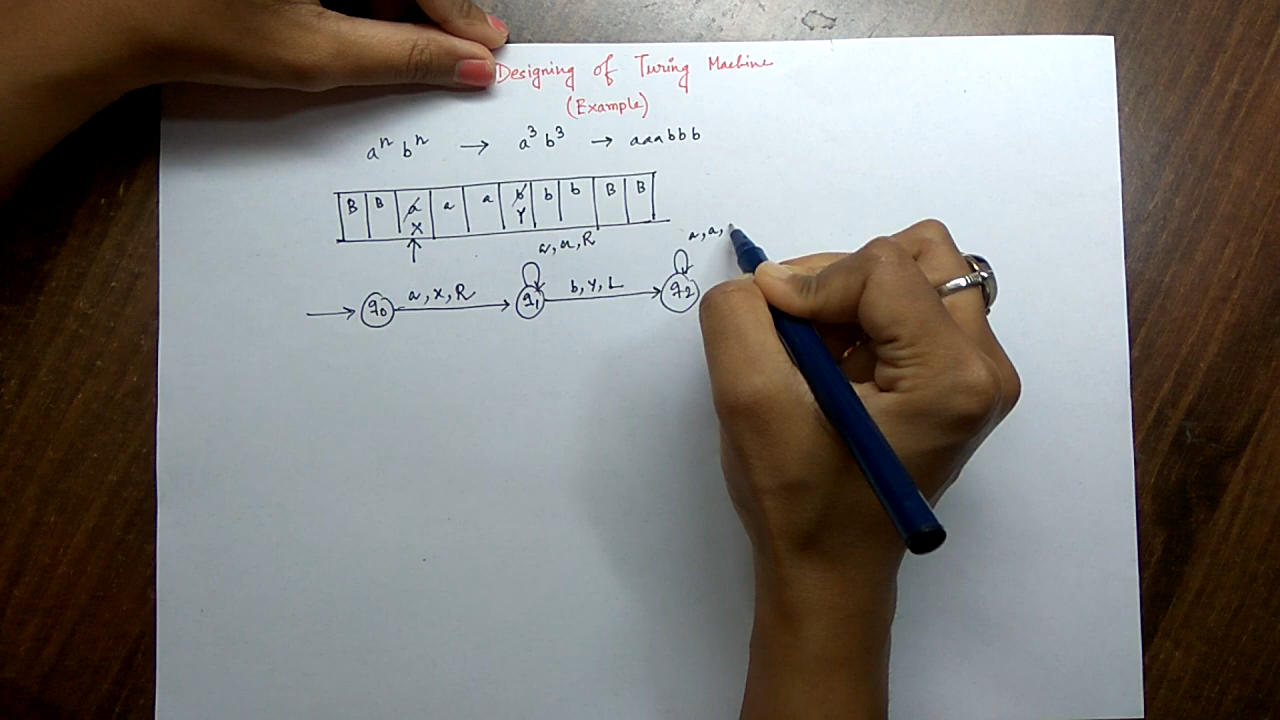 Designing of Turing Machine
(Example)
aⁿ bⁿ → a³ b³ → aaabbb
B B a a a b b b B B
X Y
a, a, R a, a,
q₀ a, X, R q₁ b, Y, L q₂